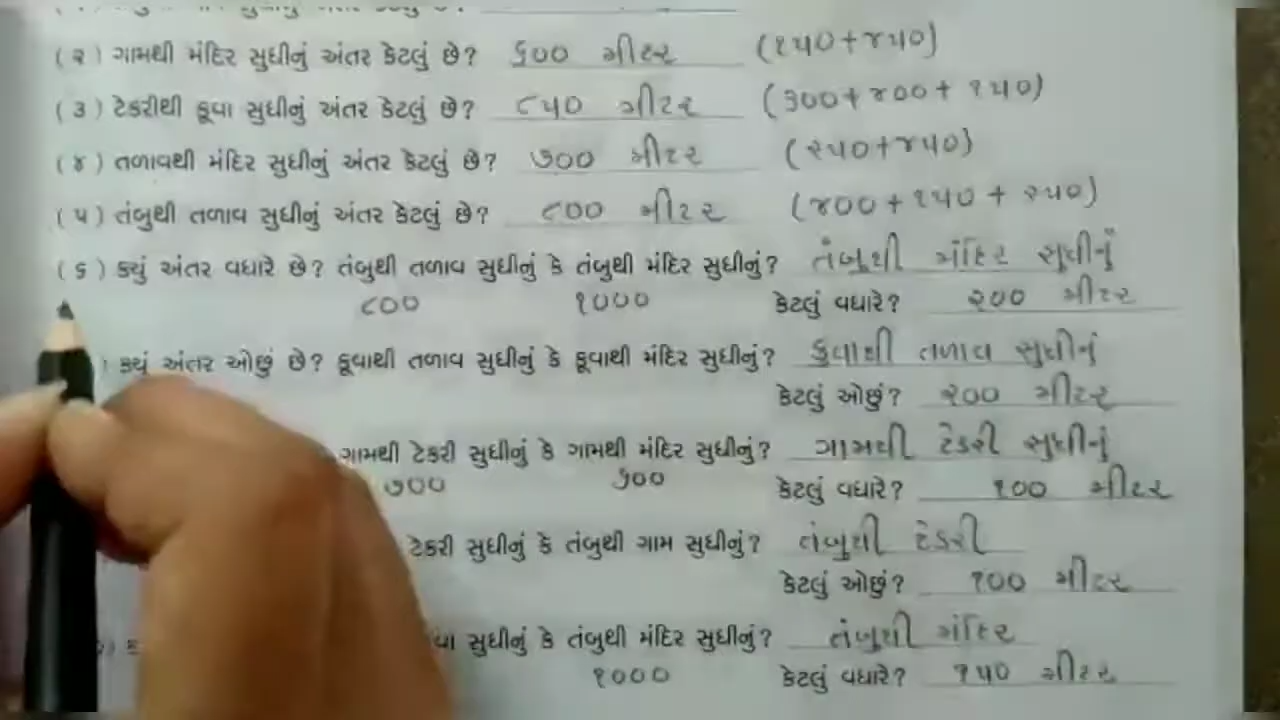 (૨) ગામથી મંદિર સુધીનું અંતર કેટલું છે? ૬૦૦ મીટર (૧૫૦+૪૫૦)
(૩) ટેકરીથી કૂવા સુધીનું અંતર કેટલું છે? ૮૫૦ મીટર (૩૦૦+૪૦૦+૧૫૦)
(૪) તળાવથી મંદિર સુધીનું અંતર કેટલું છે? ૭૦૦ મીટર (૨૫૦+૪૫૦)
(૫) તંબુથી તળાવ સુધીનું અંતર કેટલું છે? ૮૦૦ મીટર (૪૦૦+૧૫૦+૨૫૦)
(૬) ક્યું અંતર વધારે છે? તંબુથી તળાવ સુધીનું કે તંબુથી મંદિર સુધીનું? તંબુથી મંદિર સુધીનું
૮૦૦ ૧૦૦૦ કેટલું વધારે? ૨૦૦ મીટર
ક્યું અંતર ઓછું છે? કૂવાથી તળાવ સુધીનું કે કૂવાથી મંદિર સુધીનું? કુવાથી તળાવ સુધીનું
કેટલું ઓછું? ૨૦૦ મીટર
ગામથી ટેકરી સુધીનું કે ગામથી મંદિર સુધીનું? ગામથી ટેકરી સુધીનું
૭૦૦ ૬૦૦ કેટલું વધારે? ૧૦૦ મીટર
ટેકરી સુધીનું કે તંબુથી ગામ સુધીનું? તંબુથી ટેકરી
કેટલું ઓછું? ૧૦૦ મીટર
સુધીનું કે તંબુથી મંદિર સુધીનું? તંબુથી મંદિર
૧૦૦૦ કેટલું વધારે? ૧૫૦ મીટર